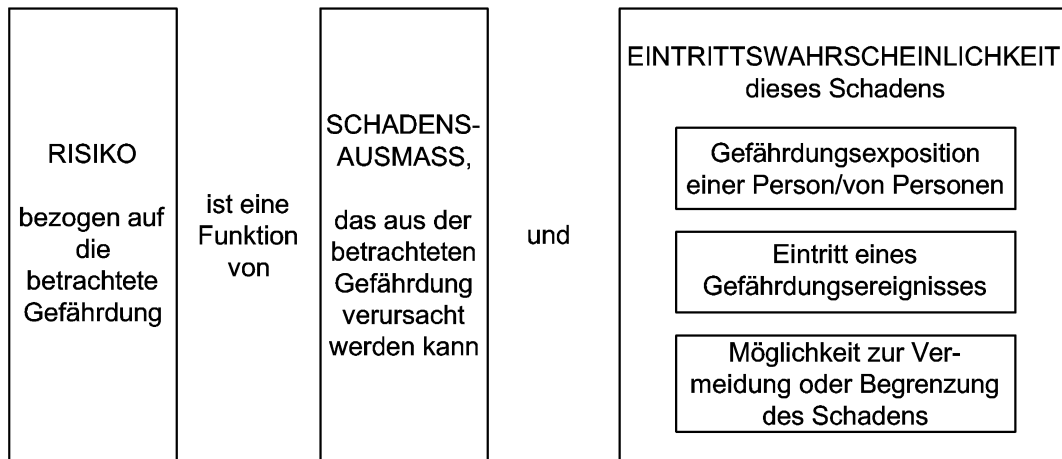 RISIKO
bezogen auf
die
betrachtete
Gefährdung
ist eine
Funktion
von
SCHADENS-
AUSMASS,
das aus der
betrachteten
Gefährdung
verursacht
werden kann
und
EINTRITTSWAHRSCHEINLICHKEIT
dieses Schadens
Gefährdungsexposition
einer Person/von Personen
Eintritt eines
Gefährdungsereignisses
Möglichkeit zur Ver-
meidung oder Begrenzung
des Schadens